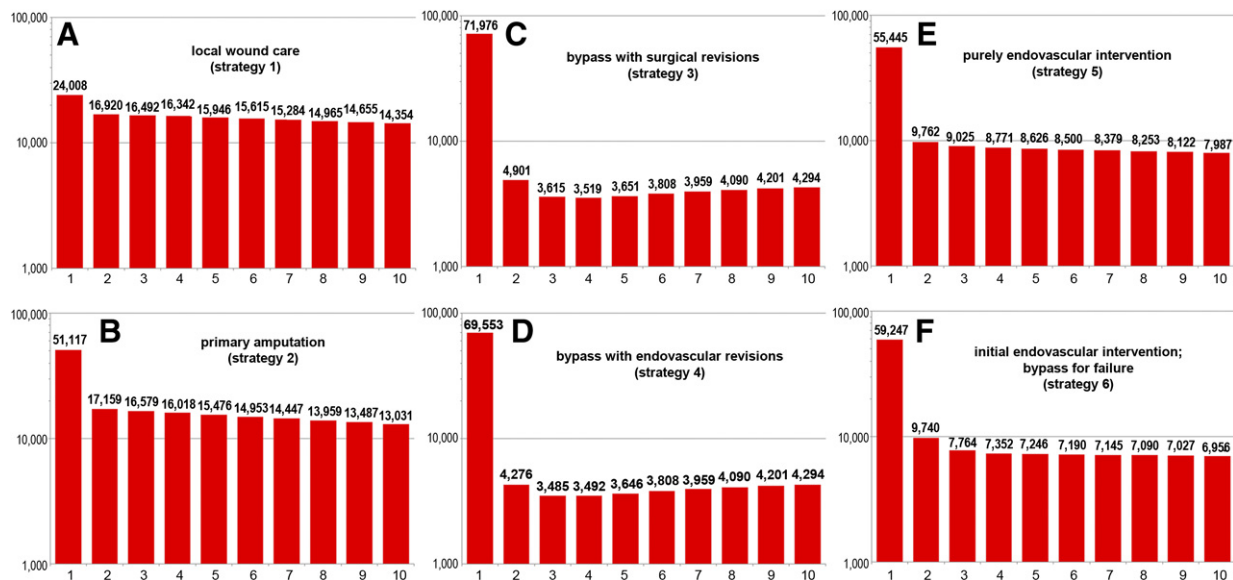 A
local wound care
(strategy 1)
100,000
10,000
1,000
24,008
16,920 16,492 16,342 15,946 15,615 15,284 14,965 14,655 14,354
1 2 3 4 5 6 7 8 9 10
C
bypass with surgical revisions
(strategy 3)
100,000
10,000
1,000
71,976
4,901 3,615 3,519 3,651 3,808 3,959 4,090 4,201 4,294
1 2 3 4 5 6 7 8 9 10
E
purely endovascular intervention
(strategy 5)
100,000
10,000
1,000
55,445
9,762 9,025 8,771 8,626 8,500 8,379 8,253 8,122 7,987
1 2 3 4 5 6 7 8 9 10
B
primary amputation
(strategy 2)
100,000
10,000
1,000
51,117
17,159 16,579 16,018 15,476 14,953 14,447 13,959 13,487 13,031
1 2 3 4 5 6 7 8 9 10
D
bypass with endovascular revisions
(strategy 4)
100,000
10,000
1,000
69,553
4,276 3,485 3,492 3,646 3,808 3,959 4,090 4,201 4,294
1 2 3 4 5 6 7 8 9 10
F
initial endovascular intervention;
bypass for failure
(strategy 6)
100,000
10,000
1,000
59,247
9,740 7,764 7,352 7,246 7,190 7,145 7,090 7,027 6,956
1 2 3 4 5 6 7 8 9 10